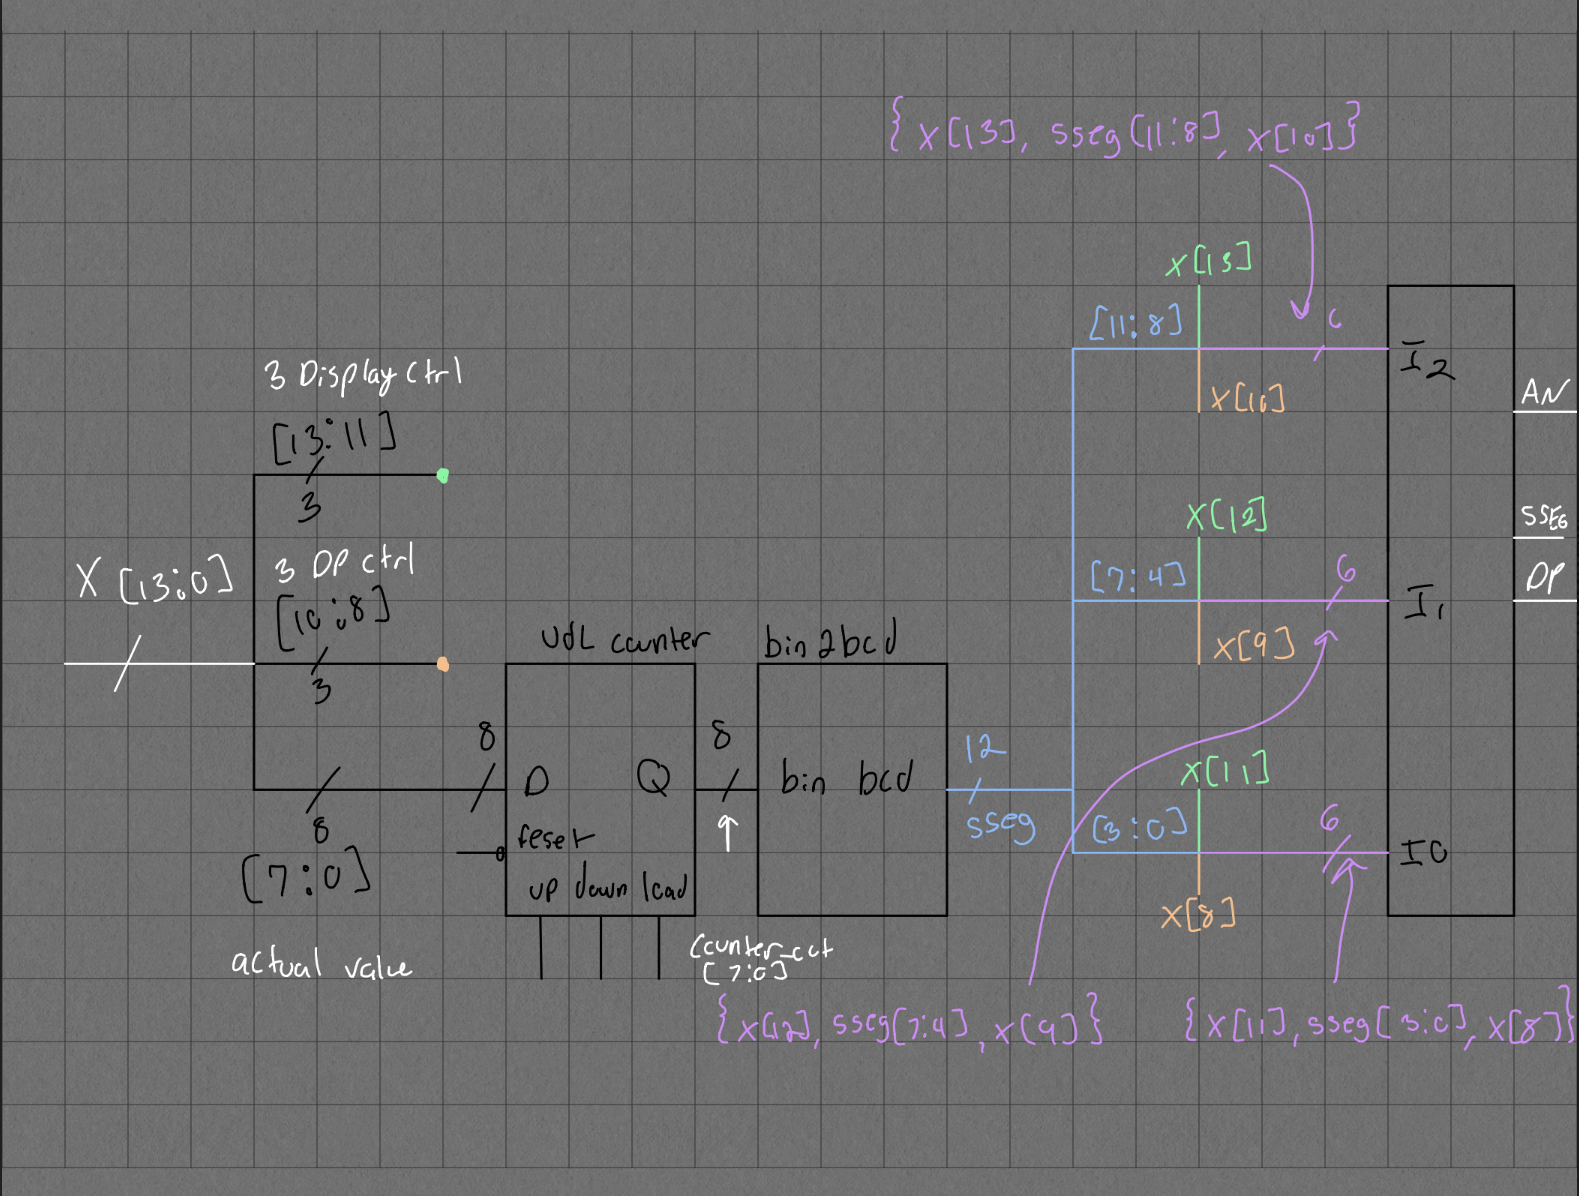 { X[13], sseg[11:8], X[10] }
X[13]
[11:8]
6
I2
X[10]
AN
3 Display ctrl
[13:11]
3
X[12]
SSEG
3 DP ctrl
X [13:0]
[10:8]
[7:4]
6
DP
I1
3
UDL counter
bin2bcd
X[9]
8
8
12
X[11]
D
Q
bin bcd
8
sseg
[3:0]
6
I0
reset
[7:0]
up down load
X[8]
actual value
counter_out
[7:0]
{ X[12], sseg[7:4], X[9] }
{ X[11], sseg[3:0], X[8] }